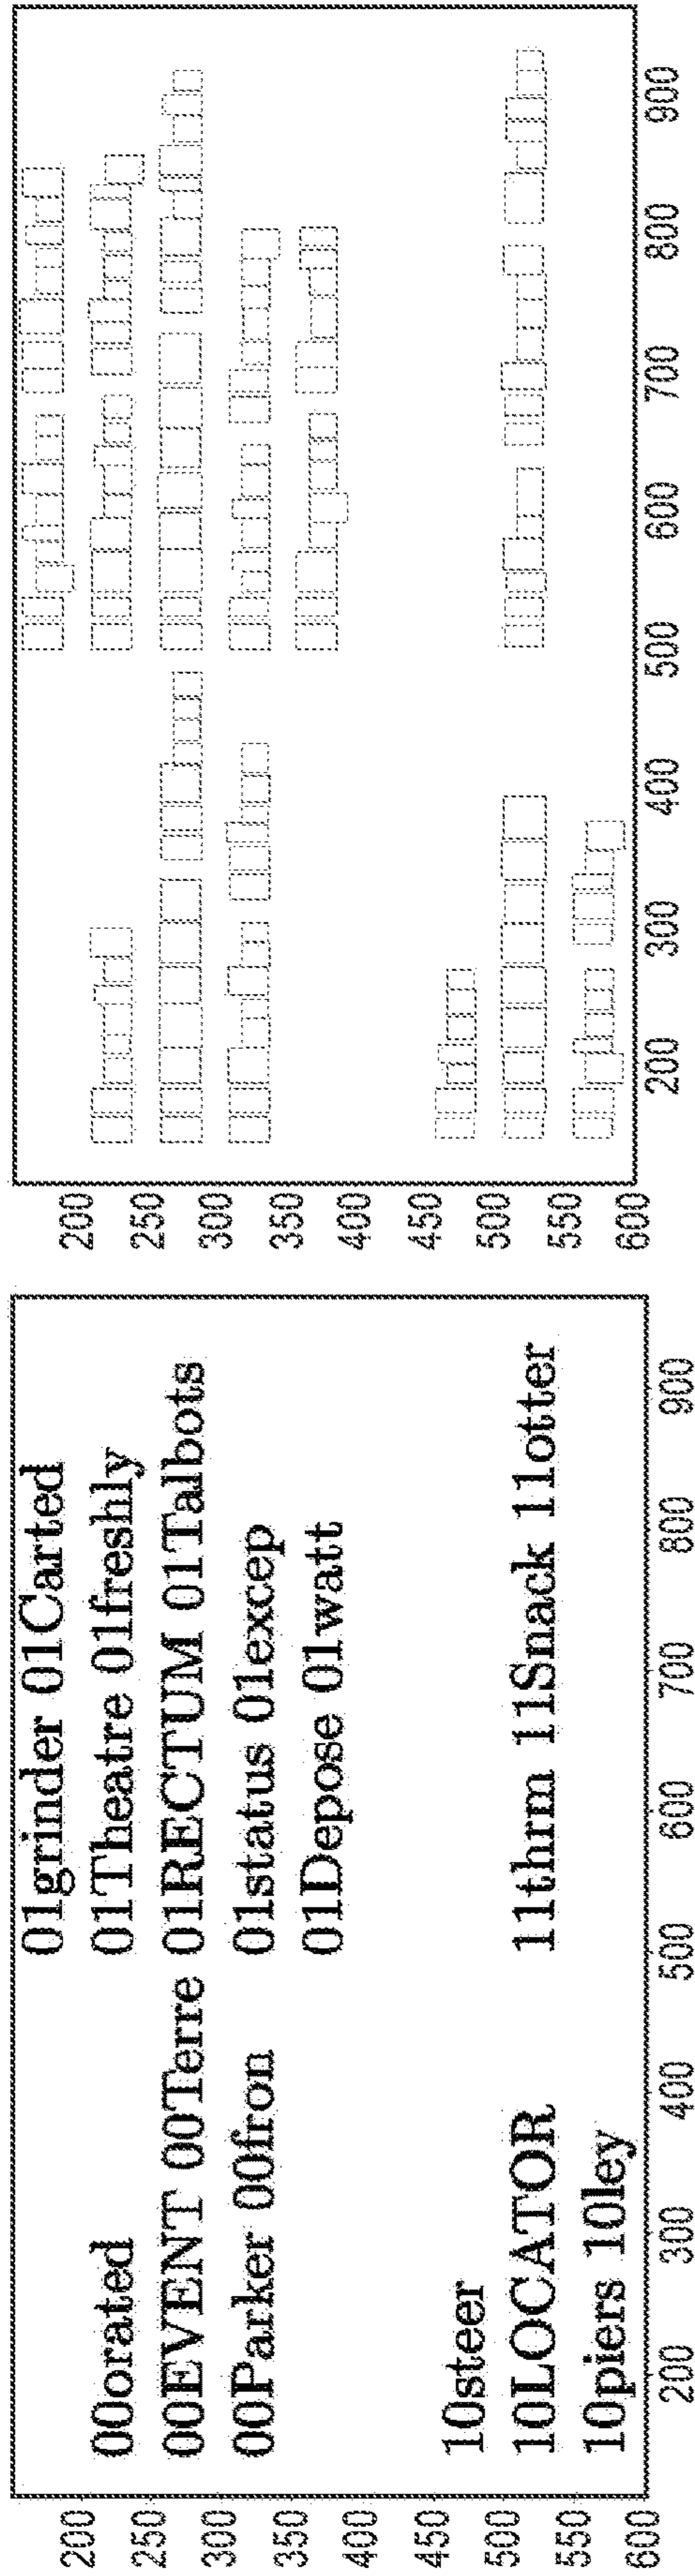 01grinder 01Carted
00orated 01Theatre 01freshly
00EVENT 00Terre 01RECTUM 01Talbots
00Parker 00fron 01status 01excep
01Depose 01watt
10steer
10LOCATOR 11thrm 11Snack 11otter
10piers 10ley
200
250
300
350
400
450
500
550
600
200 300 400 500 600 700 800 900
200
250
300
350
400
450
500
550
600
200 300 400 500 600 700 800 900